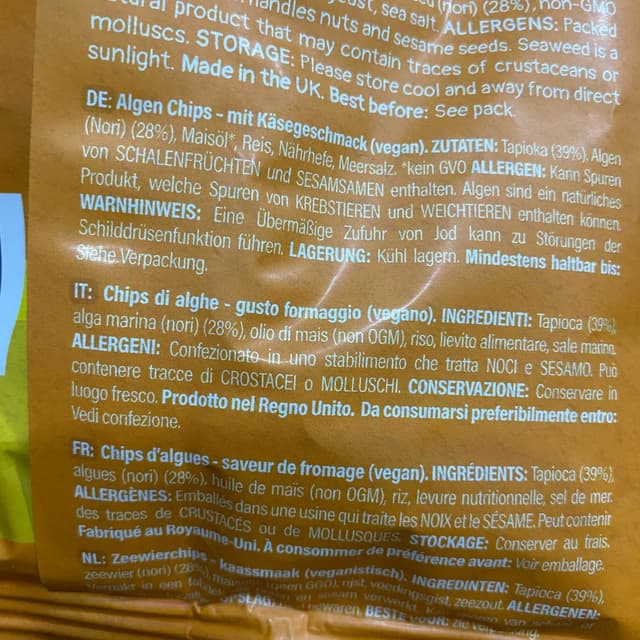 sea salt. (Nori) (28%), non-GMO
natural product that may contain traces of crustaceans or
handles nuts and sesame seeds. Seaweed is a
ALLERGENS: Packed
molluscs. STORAGE: Please store cool and away from direct
sunlight. Made in the UK. Best before: See pack.
DE: Algen Chips - mit Käsegeschmack (vegan). ZUTATEN: Tapioka (39%), Algen
(Nori) (28%), Maisöl*, Reis, Nährhefe, Meersalz. *kein GVO ALLERGEN: Kann Spuren
von SCHALENFRÜCHTEN und SESAMSAMEN enthalten. Algen sind ein natürliches
Produkt, welche Spuren von KREBSTIEREN und WEICHTIEREN enthalten können.
WARNHINWEIS: Eine Übermäßige Zufuhr von Jod kann zu Störungen der
Schilddrüsenfunktion führen. LAGERUNG: Kühl lagern. Mindestens haltbar bis:
Siehe Verpackung.
IT: Chips di alghe - gusto formaggio (vegano). INGREDIENTI: Tapioca (39%),
alga marina (nori) (28%), olio di mais (non OGM), riso, lievito alimentare, sale marino.
ALLERGENI: Confezionato in uno stabilimento che tratta NOCI e SESAMO. Può
contenere tracce di CROSTACEI o MOLLUSCHI. CONSERVAZIONE: Conservare in
luogo fresco. Prodotto nel Regno Unito. Da consumarsi preferibilmente entro:
Vedi confezione.
FR: Chips d'algues - saveur de fromage (vegan). INGRÉDIENTS: Tapioca (39%),
algues (nori) (28%), huile de maïs (non OGM), riz, levure nutritionnelle, sel de mer.
ALLERGÈNES: Emballés dans une usine qui traite les NOIX et le SÉSAME. Peut contenir
des traces de CRUSTACÉS ou de MOLLUSQUES. STOCKAGE: Conserver au frais.
Fabriqué au Royaume-Uni. À consommer de préférence avant: Voir emballage.
NL: Zeewierchips - kaassmaak (veganistisch). INGREDINTEN: Tapioca (39%),
zeewier (nori) (28%), rijst, voedingsgist, zeezout. ALLERGENEN: